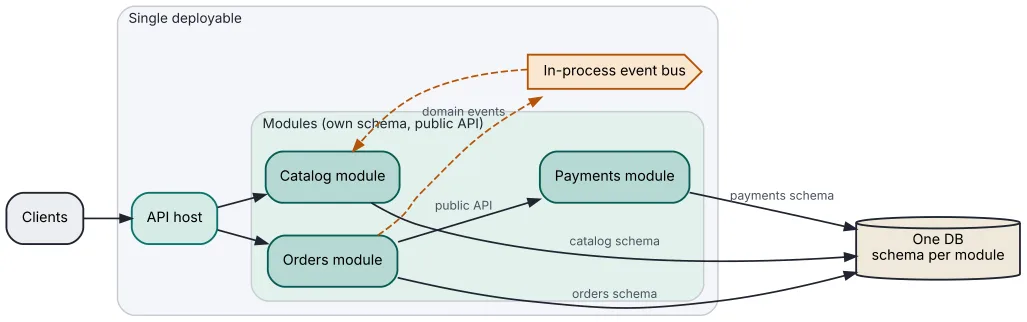 Single deployable
In-process event bus
domain events
Modules (own schema, public API)
Catalog module
Payments module
payments schema
public API
Clients
API host
One DB
schema per module
catalog schema
Orders module
orders schema